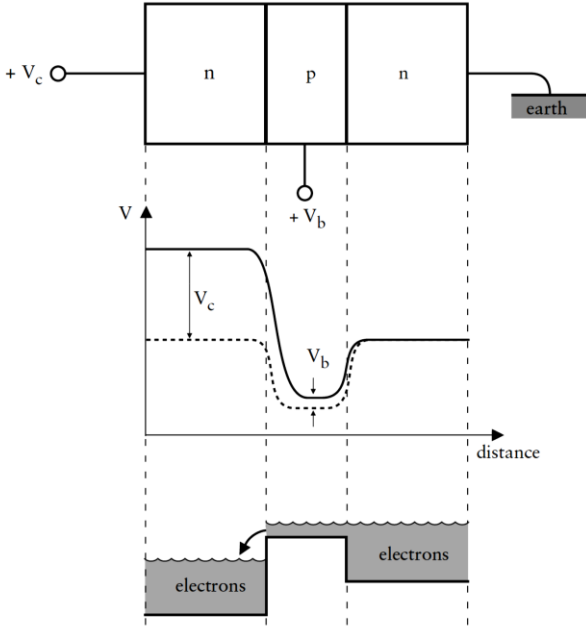 + V_c
n
p
n
earth
+ V_b
V
V_c
V_b
distance
electrons
electrons